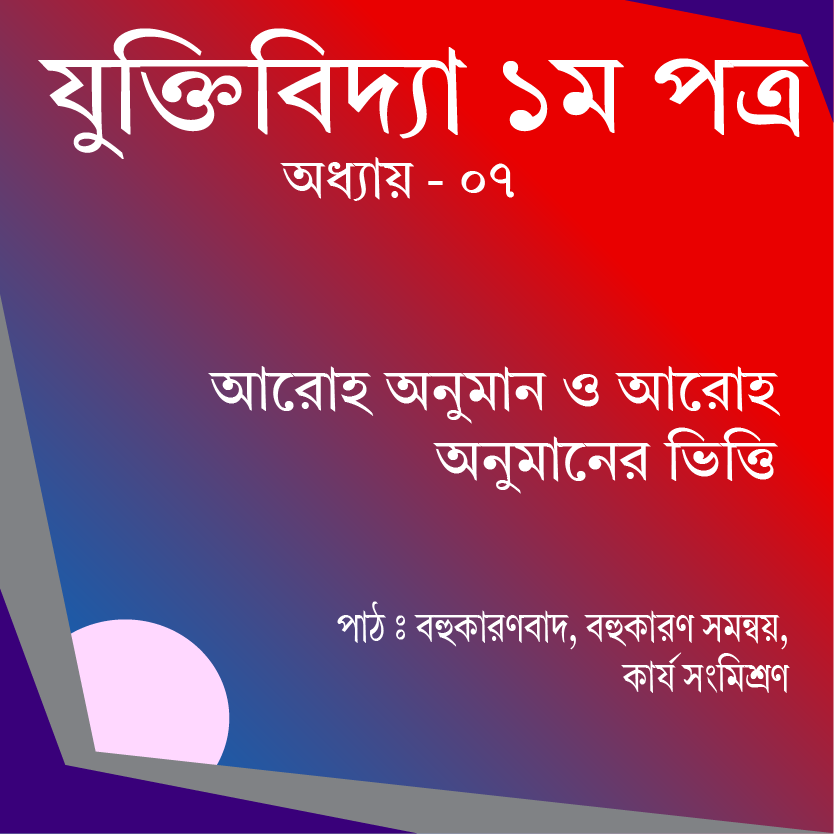 যুক্তিবিদ্যা ১ম পত্র
অধ্যায় - ০৭
আরোহ অনুমান ও আরোহ
অনুমানের ভিত্তি
পাঠ ঃ বহুকারণবাদ, বহুকারণ সমন্বয়,
কার্য সংমিশ্রণ